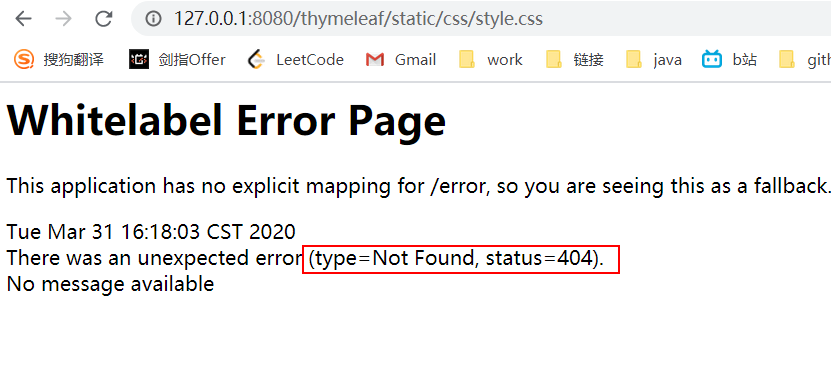 127.0.0.1:8080/thymeleaf/static/css/style.css
搜狗翻译 剑指Offer LeetCode Gmail work 链接 java b站 gith
Whitelabel Error Page
This application has no explicit mapping for /error, so you are seeing this as a fallback.
Tue Mar 31 16:18:03 CST 2020
There was an unexpected error (type=Not Found, status=404).
No message available